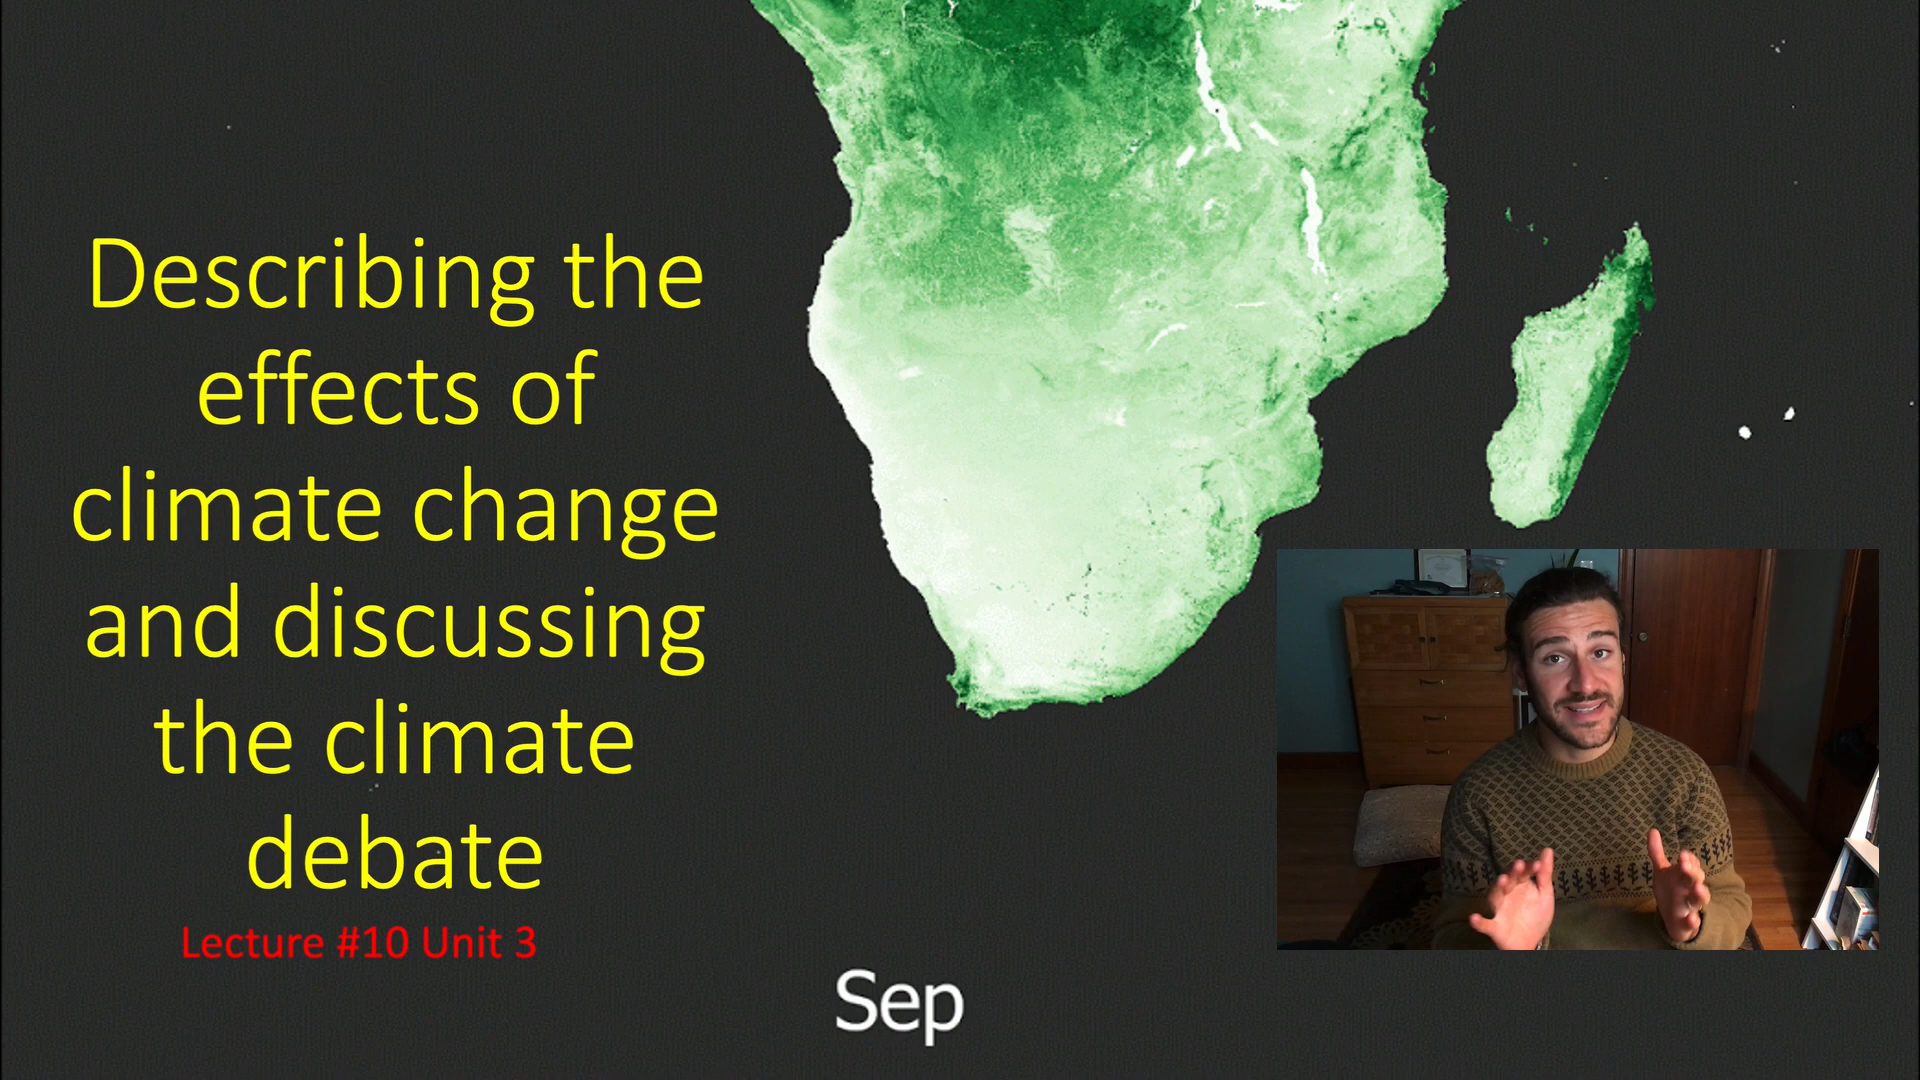 Describing the
effects of
climate change
and discussing
the climate
debate
Lecture #10 Unit 3
Sep